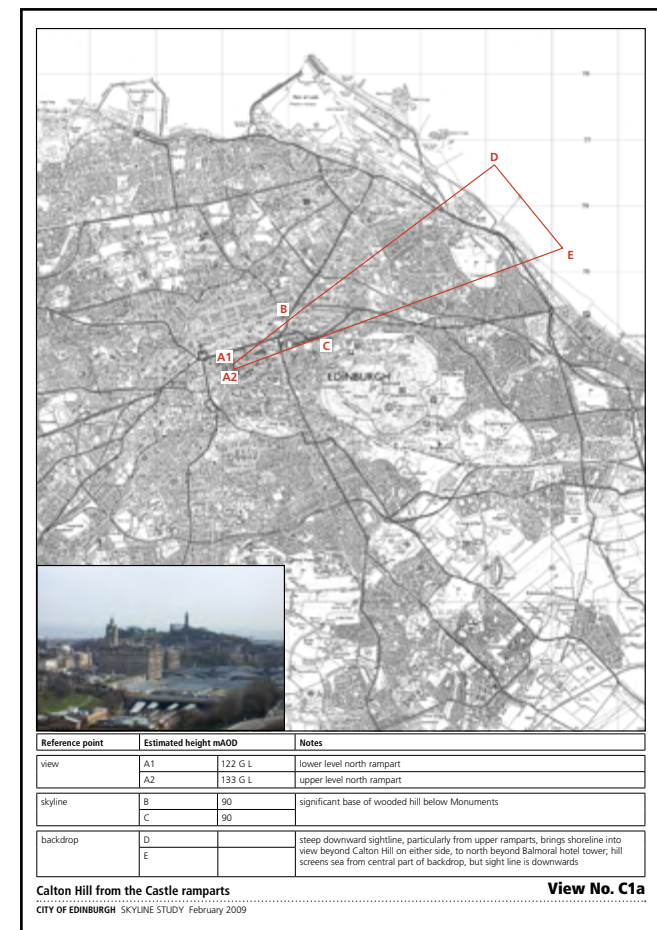 D
E
B
C
A1
A2
EDINBURGH
Reference point Estimated height mAOD Notes
view A1 122 G L lower level north rampart
A2 133 G L upper level north rampart
skyline B 90 significant base of wooded hill below Monuments
C 90
backdrop D steep downward sightline, particularly from upper ramparts, brings shoreline into
E view beyond Calton Hill on either side, to north beyond Balmoral hotel tower; hill
screens sea from central part of backdrop, but sight line is downwards
Calton Hill from the Castle ramparts View No. C1a
CITY OF EDINBURGH SKYLINE STUDY February 2009